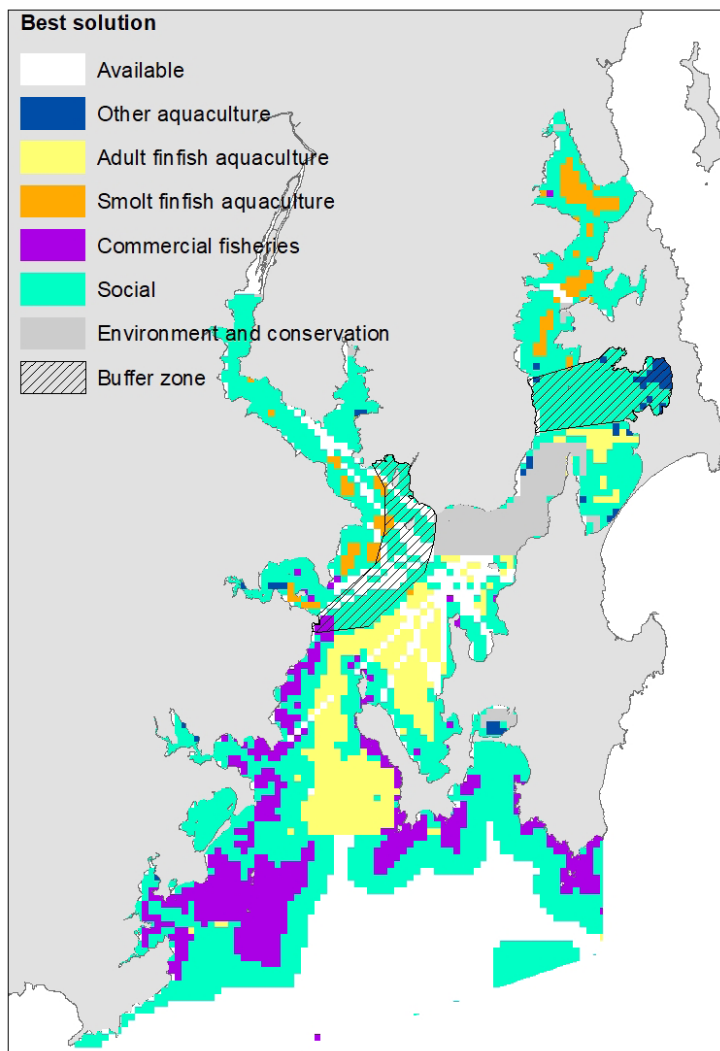 Best solution
Available
Other aquaculture
Adult finfish aquaculture
Smolt finfish aquaculture
Commercial fisheries
Social
Environment and conservation
Buffer zone